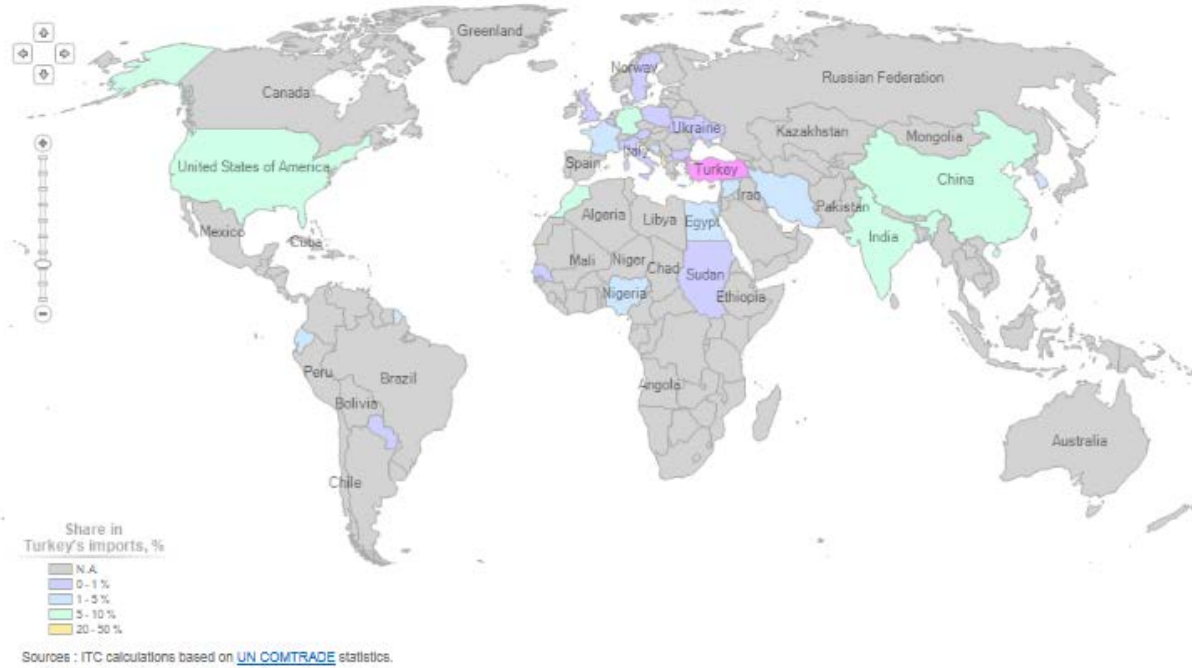 Greenland
Norway
Russian Federation
Canada
Ukraine
Kazakhstan
Mongolia
Italy
Spain
Turkey
United States of America
China
Iraq
Pakistan
Algeria
Libya
Egypt
India
Mexico
Cuba
Mali
Niger
Chad
Sudan
Nigeria
Ethiopia
Peru
Brazil
Angola
Bolivia
Australia
Chile
Share in
Turkey's imports, %
N.A.
0 - 1 %
1 - 5 %
5 - 10 %
20 - 50 %
Sources : ITC calculations based on UN COMTRADE statistics.